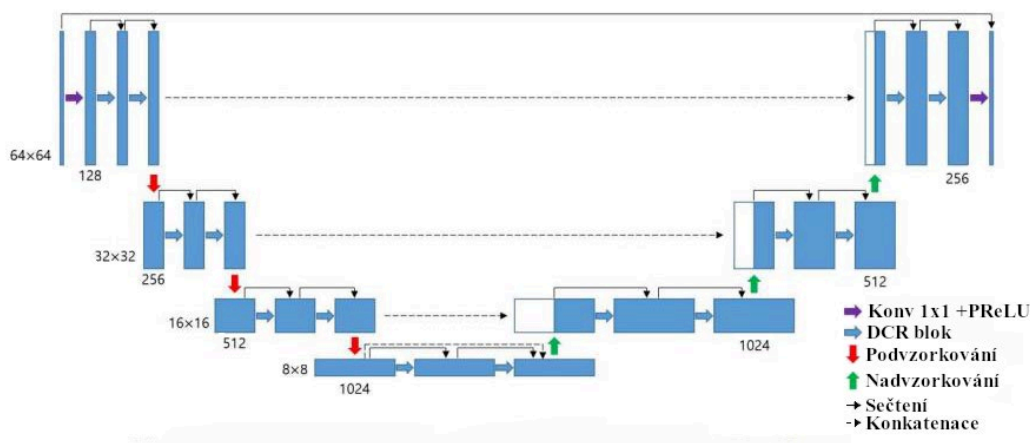 64×64
128
256
32×32
256
512
16×16
512
1024
8×8
1024
Konv 1x1 +PReLU
DCR blok
Podvzorkování
Nadvzorkování
Sečtení
Konkatenace